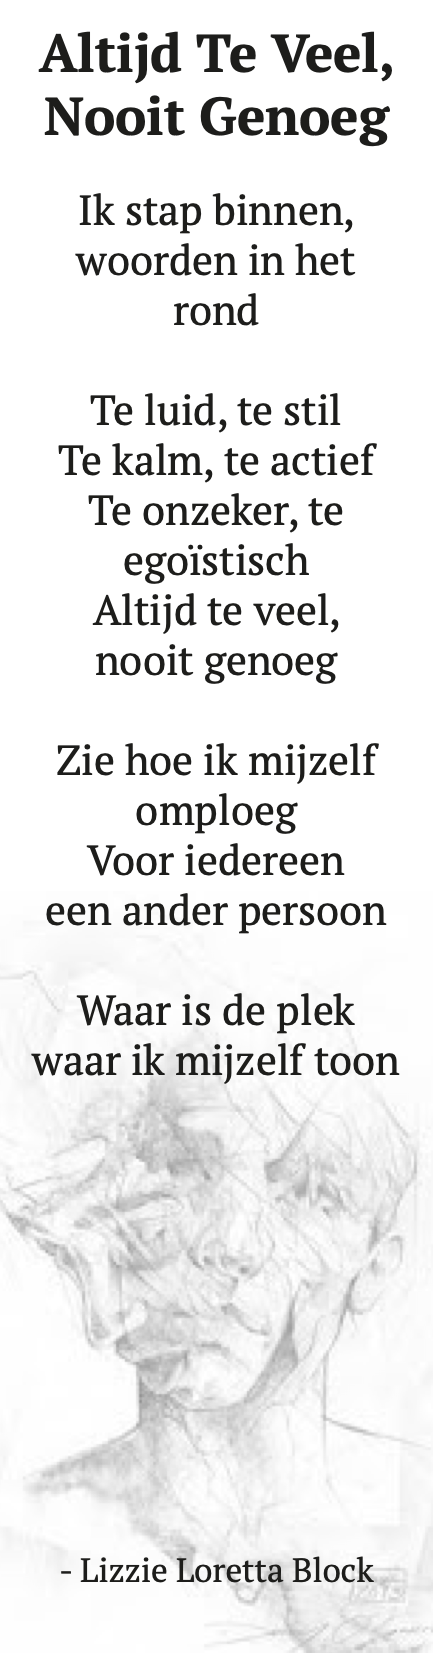 Altijd Te Veel,
Nooit Genoeg
Ik stap binnen,
woorden in het
rond
Te luid, te stil
Te kalm, te actief
Te onzeker, te
egoïstisch
Altijd te veel,
nooit genoeg
Zie hoe ik mijzelf
omploeg
Voor iedereen
een ander persoon
Waar is de plek
waar ik mijzelf toon
- Lizzie Loretta Block